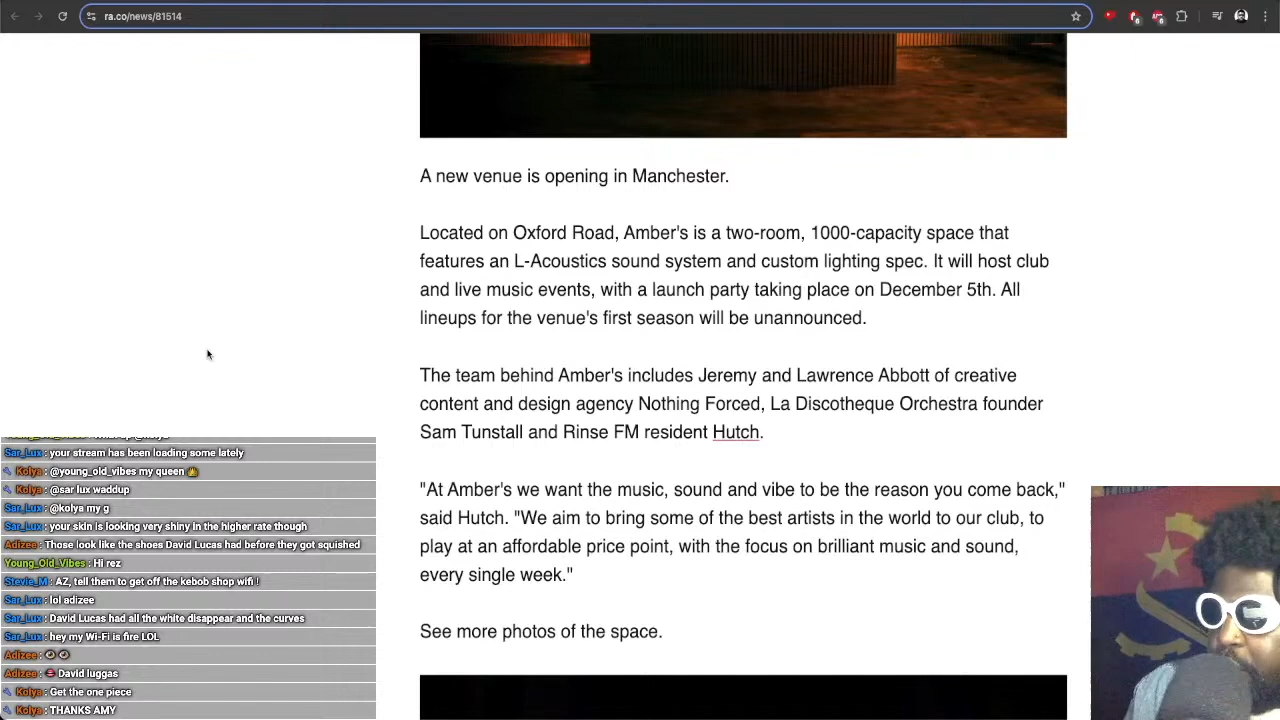 ra.co/news/81514
A new venue is opening in Manchester.
Located on Oxford Road, Amber's is a two-room, 1000-capacity space that
features an L-Acoustics sound system and custom lighting spec. It will host club
and live music events, with a launch party taking place on December 5th. All
lineups for the venue's first season will be unannounced.
The team behind Amber's includes Jeremy and Lawrence Abbott of creative
content and design agency Nothing Forced, La Discotheque Orchestra founder
Sam Tunstall and Rinse FM resident Hutch.
"At Amber's we want the music, sound and vibe to be the reason you come back,"
said Hutch. "We aim to bring some of the best artists in the world to our club, to
play at an affordable price point, with the focus on brilliant music and sound,
every single week."
See more photos of the space.
Sar_Lux : your stream has been loading some lately
Kolya : @young_old_vibes my queen 👑
Kolya : @sar lux waddup
Sar_Lux : @kolya my g
Sar_Lux : your skin is looking very shiny in the higher rate though
Adizee : Those look like the shoes David Lucas had before they got squished
Young_Old_Vibes : Hi rez
Stevie_M : AZ, tell them to get off the kebob shop wifi !
Sar_Lux : lol adizee
Sar_Lux : David Lucas had all the white disappear and the curves
Sar_Lux : hey my Wi-Fi is fire LOL
Adizee : 👁 👁
Adizee : 👄 David luggas
Kolya : Get the one piece
Kolya : THANKS AMY